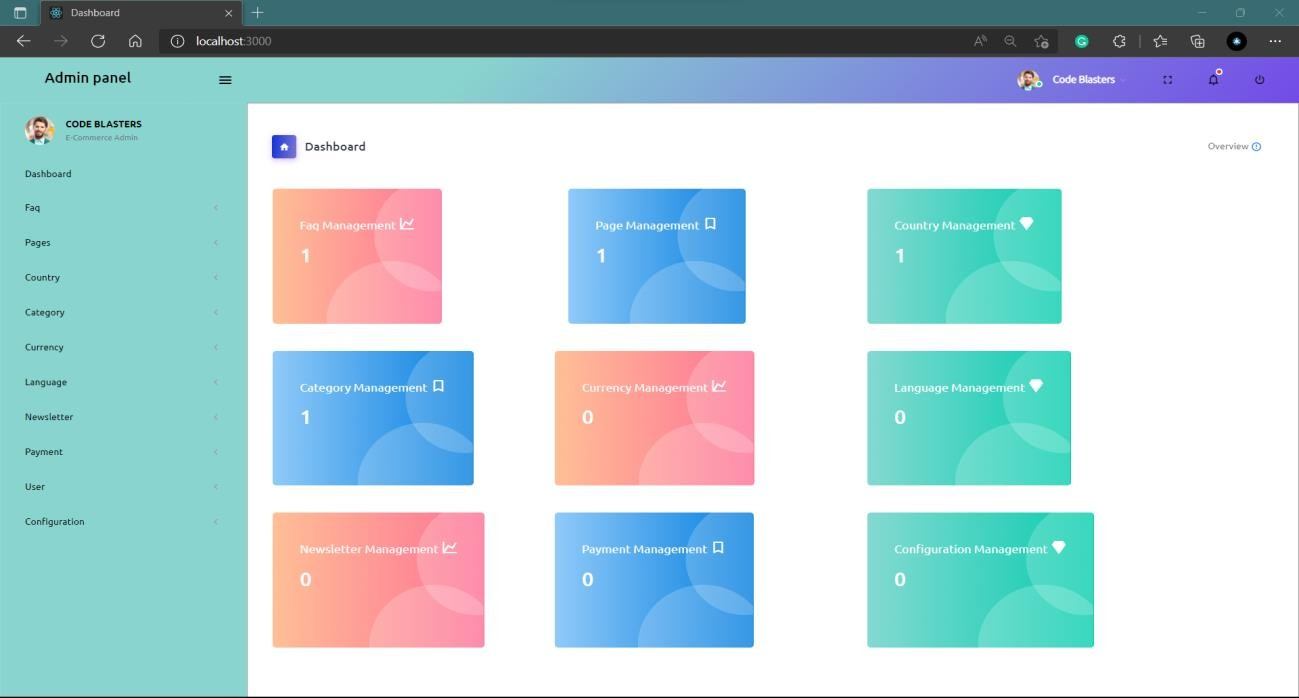 Dashboard
localhost:3000
Admin panel
Code Blasters
CODE BLASTERS
E-Commerce Admin
Dashboard
Faq
Pages
Country
Category
Currency
Language
Newsletter
Payment
User
Configuration
Dashboard
Overview
Faq Management
1
Page Management
1
Country Management
1
Category Management
1
Currency Management
0
Language Management
0
Newsletter Management
0
Payment Management
0
Configuration Management
0